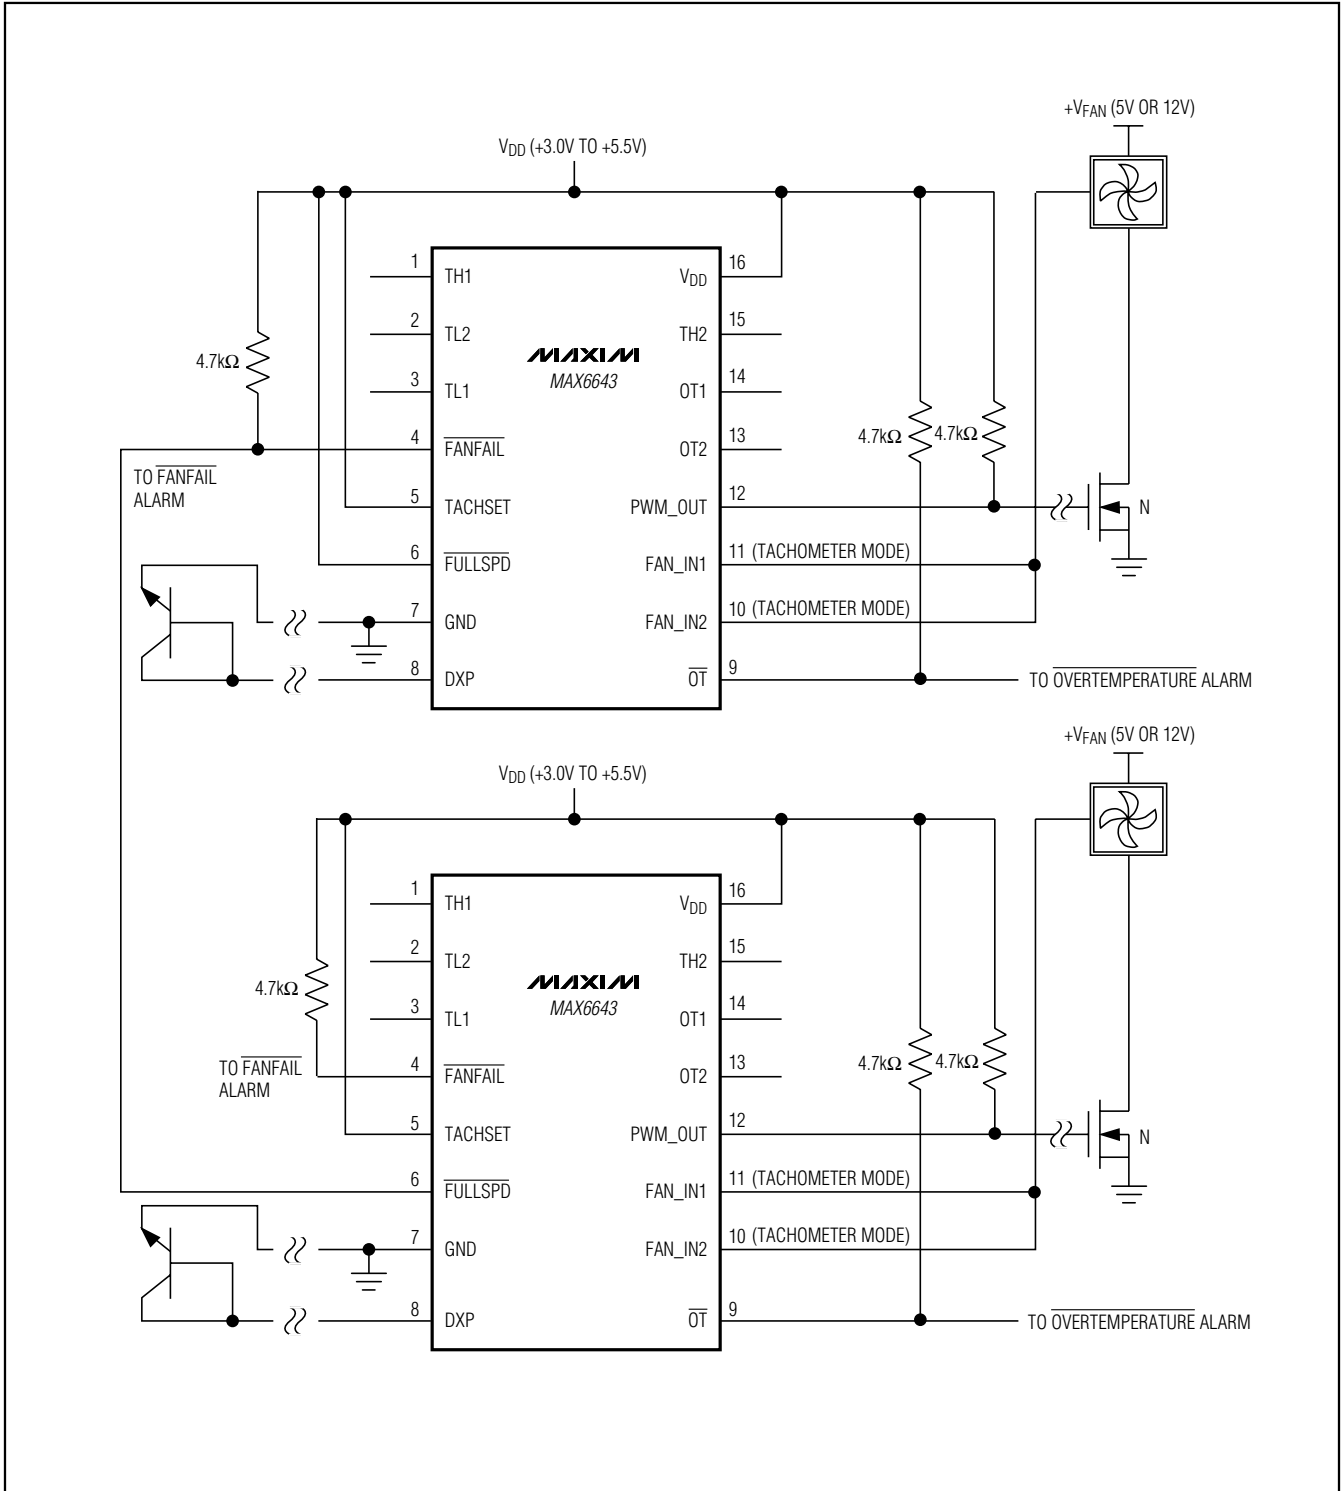 +VFAN (5V OR 12V)
VDD (+3.0V TO +5.5V)
1
TH1
VDD
16
2
TL2
TH2
15
MAXIM
MAX6643
4.7kΩ
3
TL1
OT1
14
4
FANFAIL
OT2
13
4.7kΩ
4.7kΩ
TO FANFAIL
ALARM
5
TACHSET
PWM_OUT
12
N
6
FULLSPD
FAN_IN1
11 (TACHOMETER MODE)
7
GND
FAN_IN2
10 (TACHOMETER MODE)
8
DXP
OT
9
TO OVERTEMPERATURE ALARM
+VFAN (5V OR 12V)
VDD (+3.0V TO +5.5V)
1
TH1
VDD
16
2
TL2
TH2
15
MAXIM
MAX6643
4.7kΩ
3
TL1
OT1
14
TO FANFAIL
ALARM
4
FANFAIL
OT2
13
4.7kΩ
4.7kΩ
5
TACHSET
PWM_OUT
12
N
6
FULLSPD
FAN_IN1
11 (TACHOMETER MODE)
7
GND
FAN_IN2
10 (TACHOMETER MODE)
8
DXP
OT
9
TO OVERTEMPERATURE ALARM